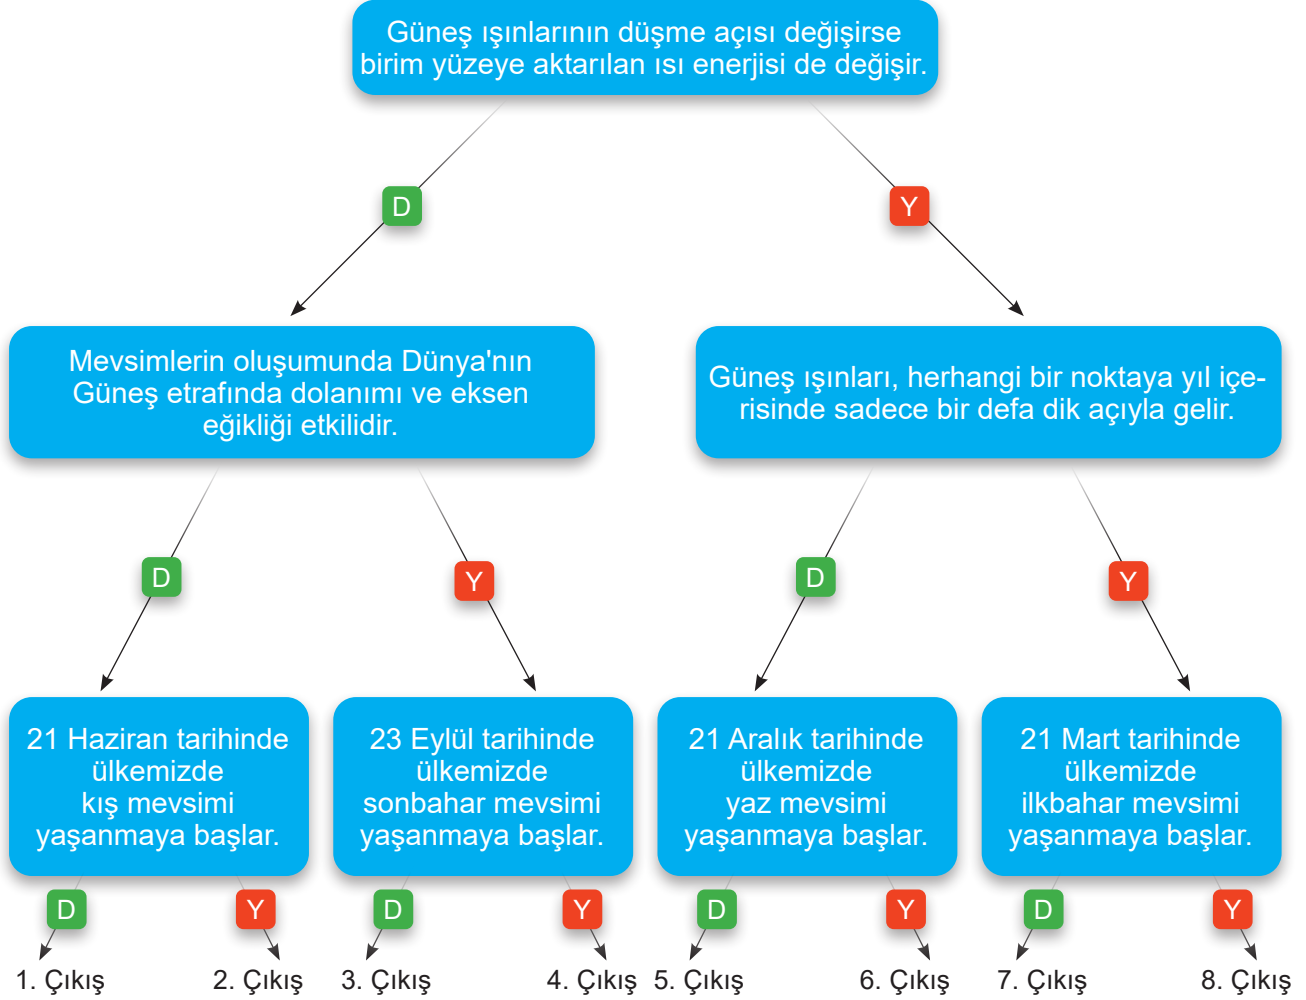 Güneş ışınlarının düşme açısı değişirse
birim yüzeye aktarılan ısı enerjisi de değişir.
D
Y
Mevsimlerin oluşumunda Dünya'nın
Güneş etrafında dolanımı ve eksen
eğikliği etkilidir.
Güneş ışınları, herhangi bir noktaya yıl içe-
risinde sadece bir defa dik açıyla gelir.
D
Y
D
Y
21 Haziran tarihinde
ülkemizde
kış mevsimi
yaşanmaya başlar.
23 Eylül tarihinde
ülkemizde
sonbahar mevsimi
yaşanmaya başlar.
21 Aralık tarihinde
ülkemizde
yaz mevsimi
yaşanmaya başlar.
21 Mart tarihinde
ülkemizde
ilkbahar mevsimi
yaşanmaya başlar.
D
Y
D
Y
D
Y
D
Y
1. Çıkış
2. Çıkış
3. Çıkış
4. Çıkış
5. Çıkış
6. Çıkış
7. Çıkış
8. Çıkış